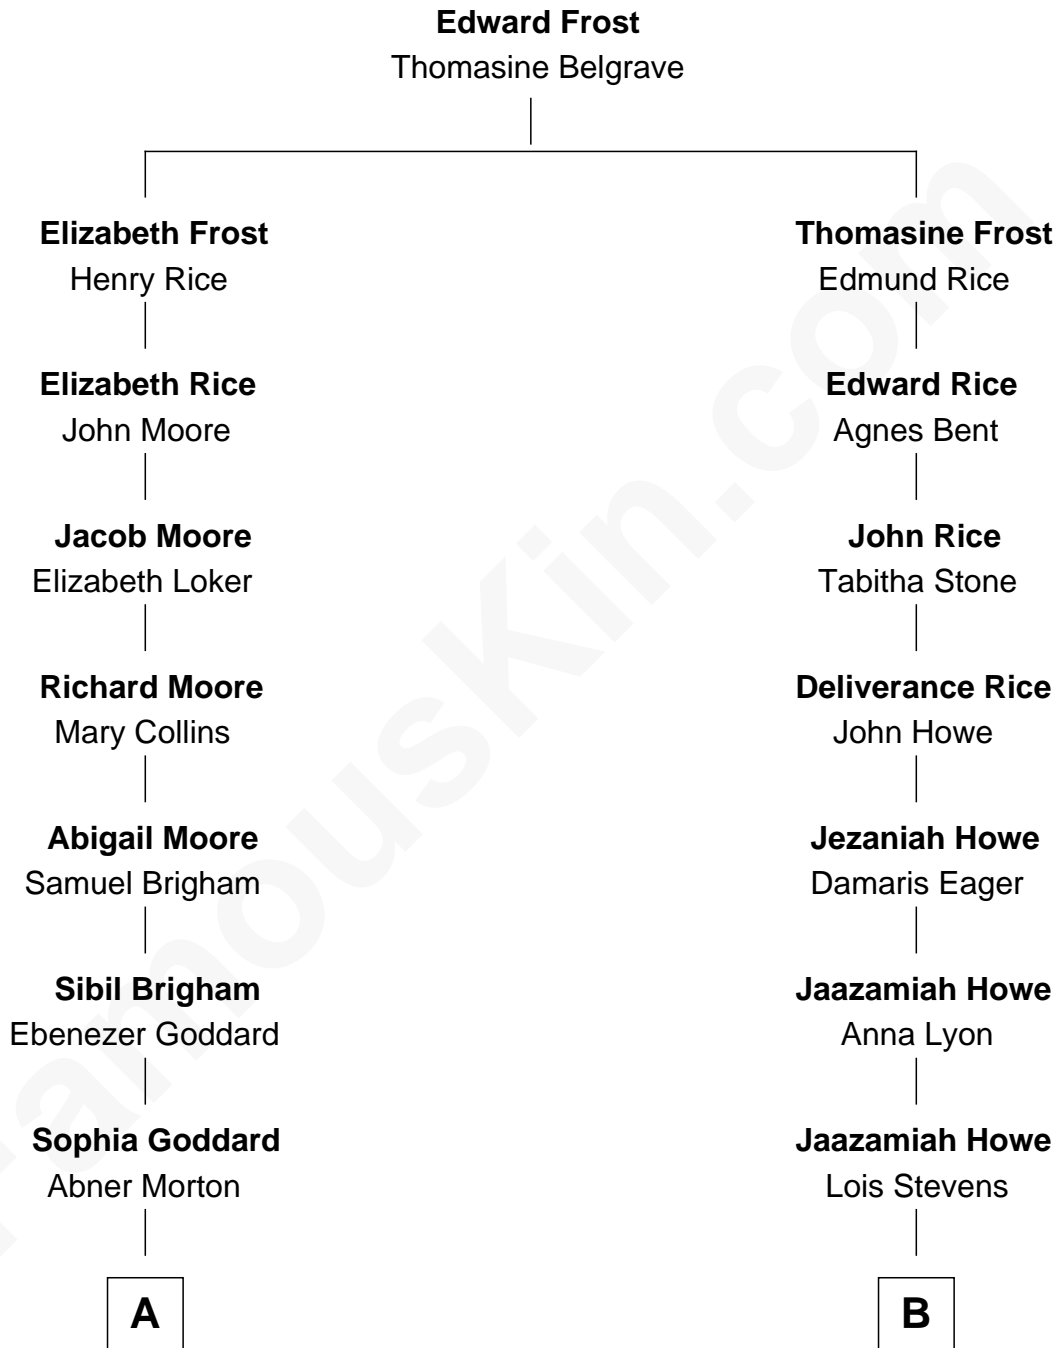 Edward Frost
Thomasine Belgrave
Elizabeth Frost
Henry Rice
Thomasine Frost
Edmund Rice
Elizabeth Rice
John Moore
Edward Rice
Agnes Bent
Jacob Moore
Elizabeth Loker
John Rice
Tabitha Stone
Richard Moore
Mary Collins
Deliverance Rice
John Howe
Abigail Moore
Samuel Brigham
Jezaniah Howe
Damaris Eager
Sibil Brigham
Ebenezer Goddard
Jaazamiah Howe
Anna Lyon
Sophia Goddard
Abner Morton
Jaazamiah Howe
Lois Stevens
A
B
FamousKin.com